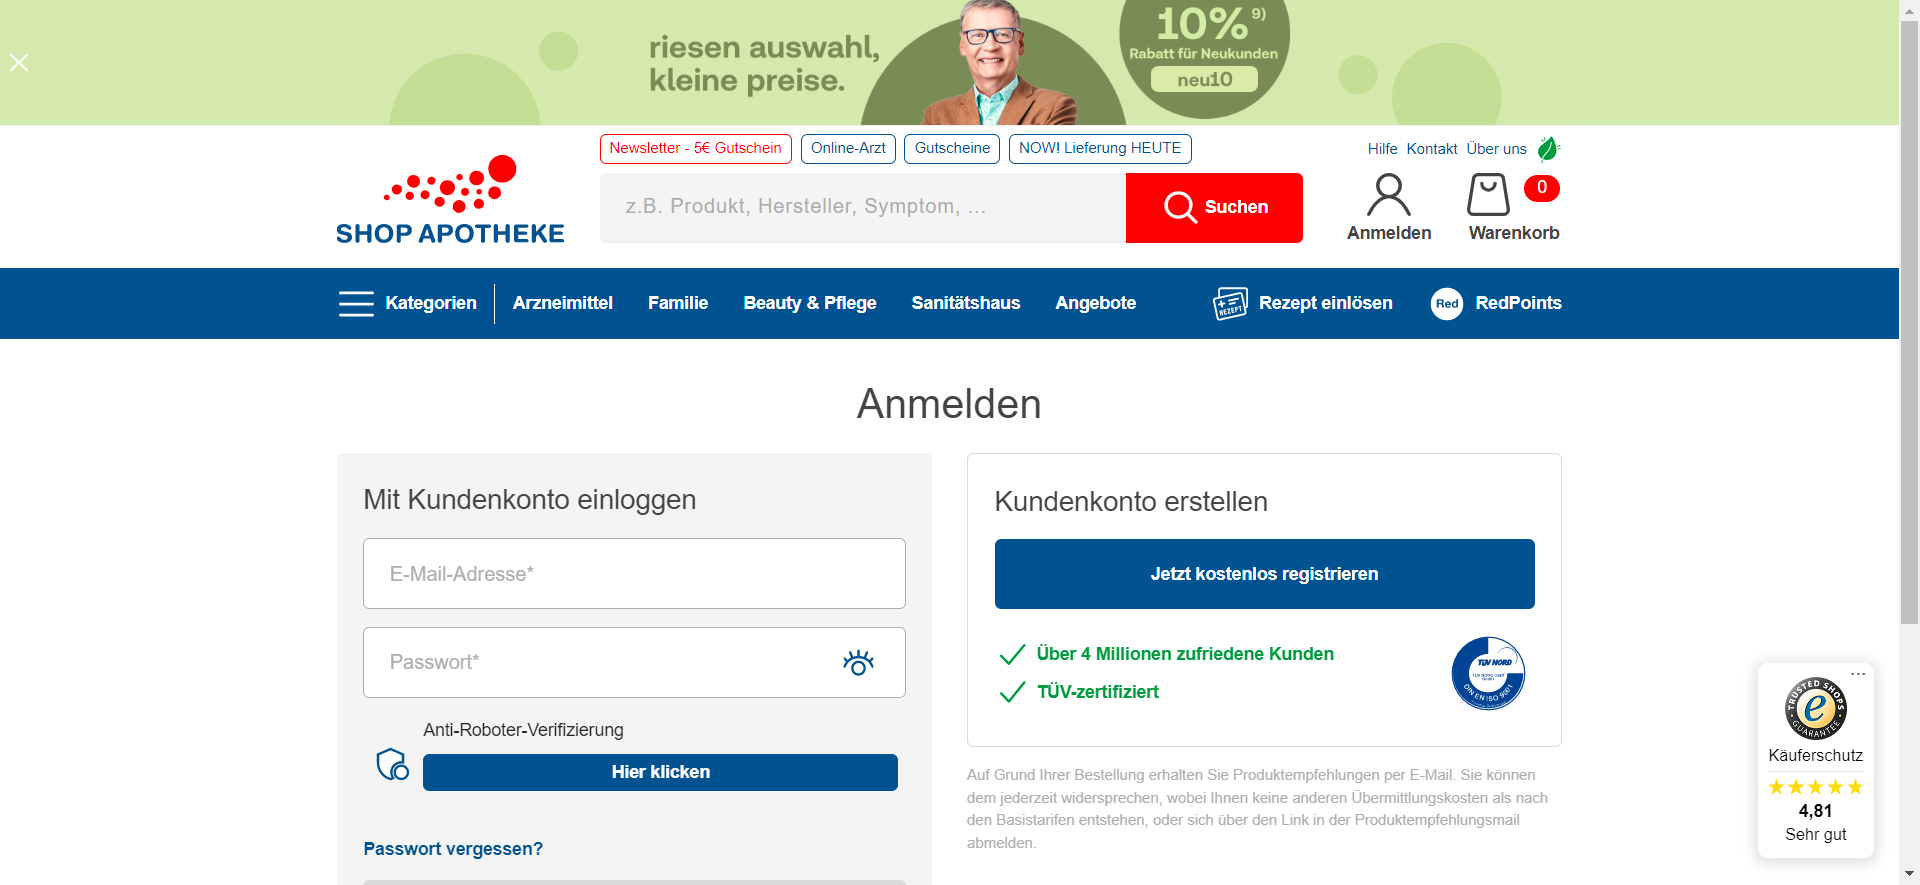 riesen auswahl,
kleine preise.
10% 9)
Rabatt für Neukunden
neu10
Newsletter - 5€ Gutschein
Online-Arzt
Gutscheine
NOW! Lieferung HEUTE
Hilfe
Kontakt
Über uns
SHOP APOTHEKE
z.B. Produkt, Hersteller, Symptom, ...
Suchen
Anmelden
0
Warenkorb
Kategorien
Arzneimittel
Familie
Beauty & Pflege
Sanitätshaus
Angebote
REZEPT
Rezept einlösen
Red
RedPoints
Anmelden
Mit Kundenkonto einloggen
E-Mail-Adresse*
Passwort*
Anti-Roboter-Verifizierung
Hier klicken
Passwort vergessen?
Kundenkonto erstellen
Jetzt kostenlos registrieren
Über 4 Millionen zufriedene Kunden
TÜV-zertifiziert
TÜV NORD
DIN EN ISO 9001
Auf Grund Ihrer Bestellung erhalten Sie Produktempfehlungen per E-Mail. Sie können
dem jederzeit widersprechen, wobei Ihnen keine anderen Übermittlungskosten als nach
den Basistarifen entstehen, oder sich über den Link in der Produktempfehlungsmail
abmelden.
...
TRUSTED SHOPS
e
GUARANTEE
Käuferschutz
4,81
Sehr gut